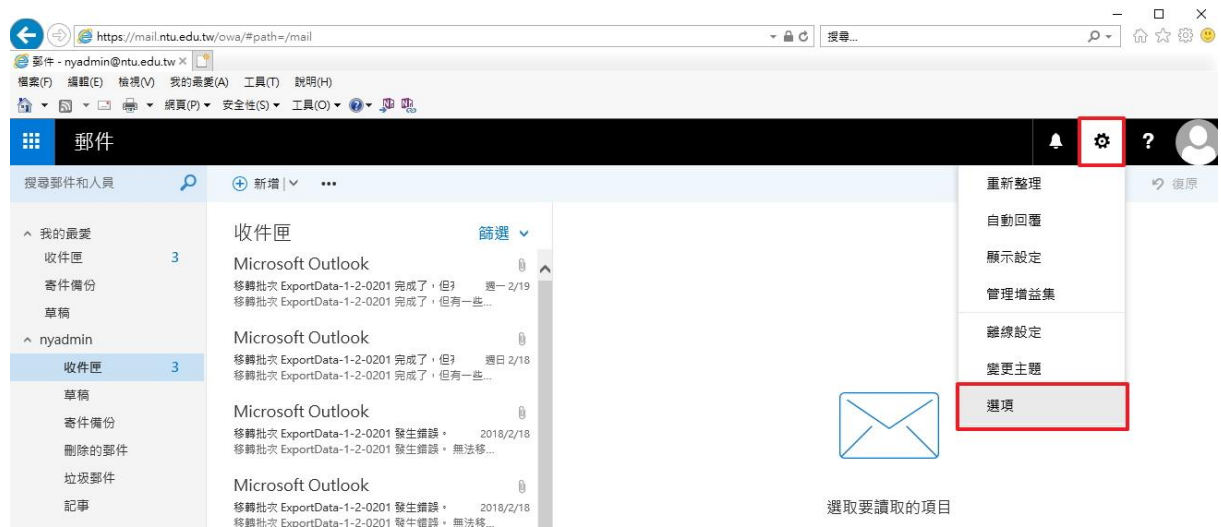 https://mail.ntu.edu.tw/owa/#path=/mail
搜尋...
郵件 - nyadmin@ntu.edu.tw
檔案(F) 編輯(E) 檢視(V) 我的最愛(A) 工具(T) 說明(H)
網頁(P) 安全性(S) 工具(O)
郵件
?
搜尋郵件和人員
新增
重新整理
復原
自動回覆
顯示設定
管理增益集
離線設定
變更主題
選項
我的最愛
收件匣 3
寄件備份
草稿
nyadmin
收件匣 3
草稿
寄件備份
刪除的郵件
垃圾郵件
記事
收件匣 篩選
Microsoft Outlook
移轉批次 ExportData-1-2-0201 完成了,但 週一 2/19
移轉批次 ExportData-1-2-0201 完成了,但有一些...
Microsoft Outlook
移轉批次 ExportData-1-2-0201 完成了,但 週日 2/18
移轉批次 ExportData-1-2-0201 完成了,但有一些...
Microsoft Outlook
移轉批次 ExportData-1-2-0201 發生錯誤。 2018/2/18
移轉批次 ExportData-1-2-0201 發生錯誤。 無法移...
Microsoft Outlook
移轉批次 ExportData-1-2-0201 發生錯誤。 2018/2/18
移轉批次 ExportData-1-2-0201 發生錯誤。 無法移...
選取要讀取的項目